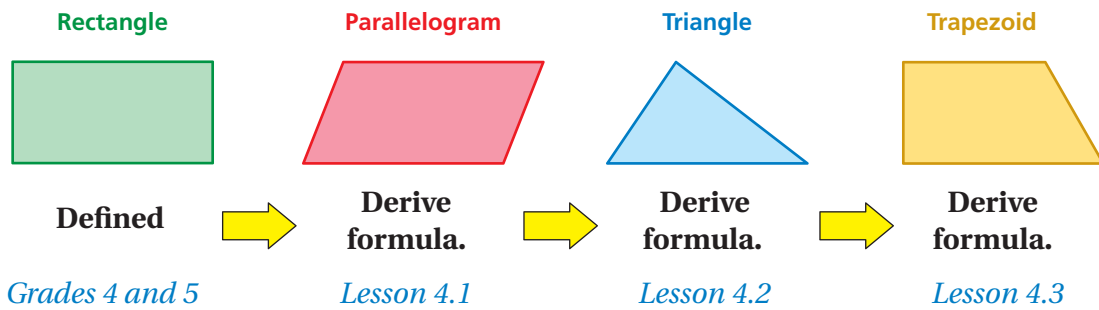 Rectangle
Parallelogram
Triangle
Trapezoid
Defined
Derive
formula.
Derive
formula.
Derive
formula.
Grades 4 and 5
Lesson 4.1
Lesson 4.2
Lesson 4.3